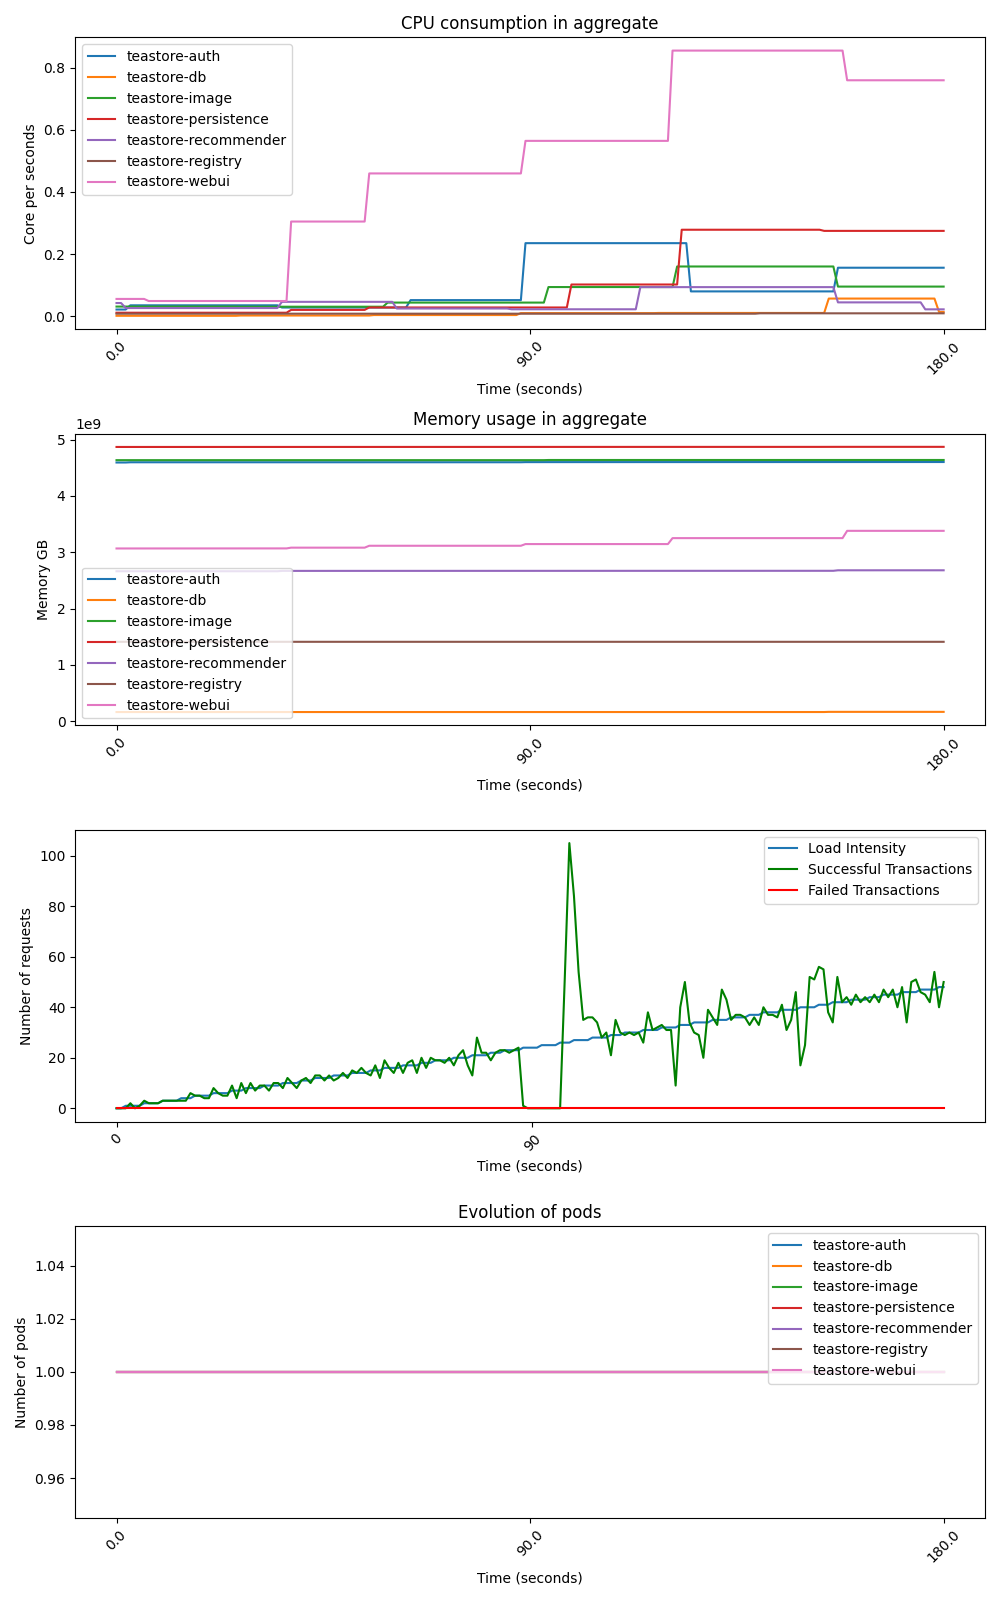 CPU consumption in aggregate
teastore-auth
teastore-db
teastore-image
teastore-persistence
teastore-recommender
teastore-registry
teastore-webui
Core per seconds
0.8
0.6
0.4
0.2
0.0
0.0
90.0
180.0
Time (seconds)
Memory usage in aggregate
1e9
Memory GB
5
4
3
2
1
0
teastore-auth
teastore-db
teastore-image
teastore-persistence
teastore-recommender
teastore-registry
teastore-webui
0.0
90.0
180.0
Time (seconds)
Number of requests
100
80
60
40
20
0
Load Intensity
Successful Transactions
Failed Transactions
0
90
Time (seconds)
Evolution of pods
Number of pods
1.04
1.02
1.00
0.98
0.96
teastore-auth
teastore-db
teastore-image
teastore-persistence
teastore-recommender
teastore-registry
teastore-webui
0.0
90.0
180.0
Time (seconds)